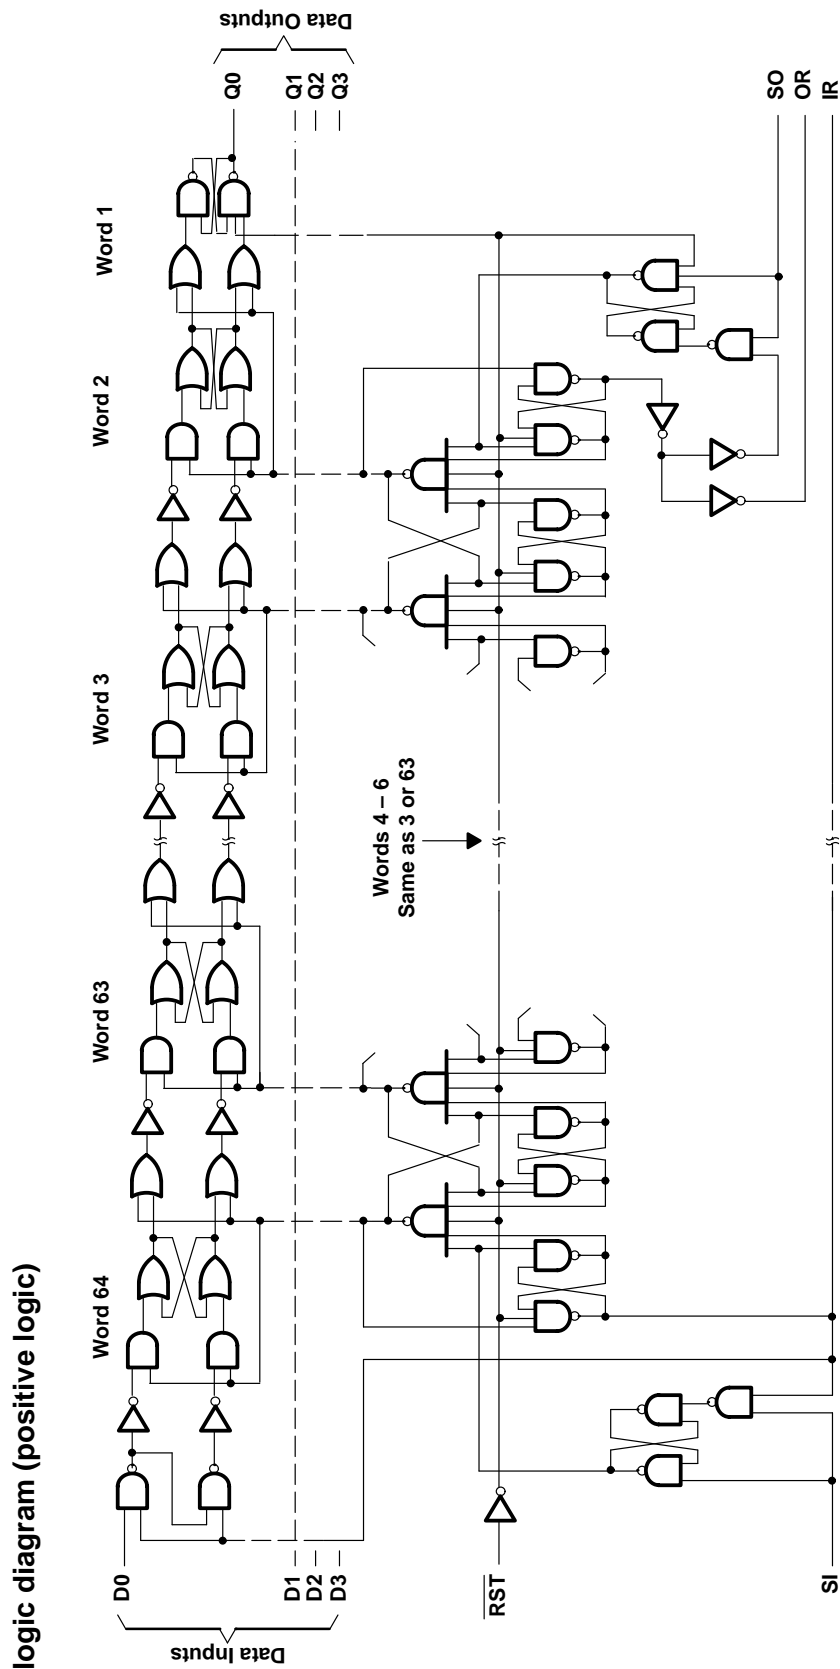 logic diagram (positive logic)
Data Inputs
D0
D1
D2
D3
RST
SI
Word 64
Word 63
Words 4 – 6
Same as 3 or 63
Word 3
Word 2
Word 1
Q0
Q1
Q2
Q3
Data Outputs
SO
OR
IR